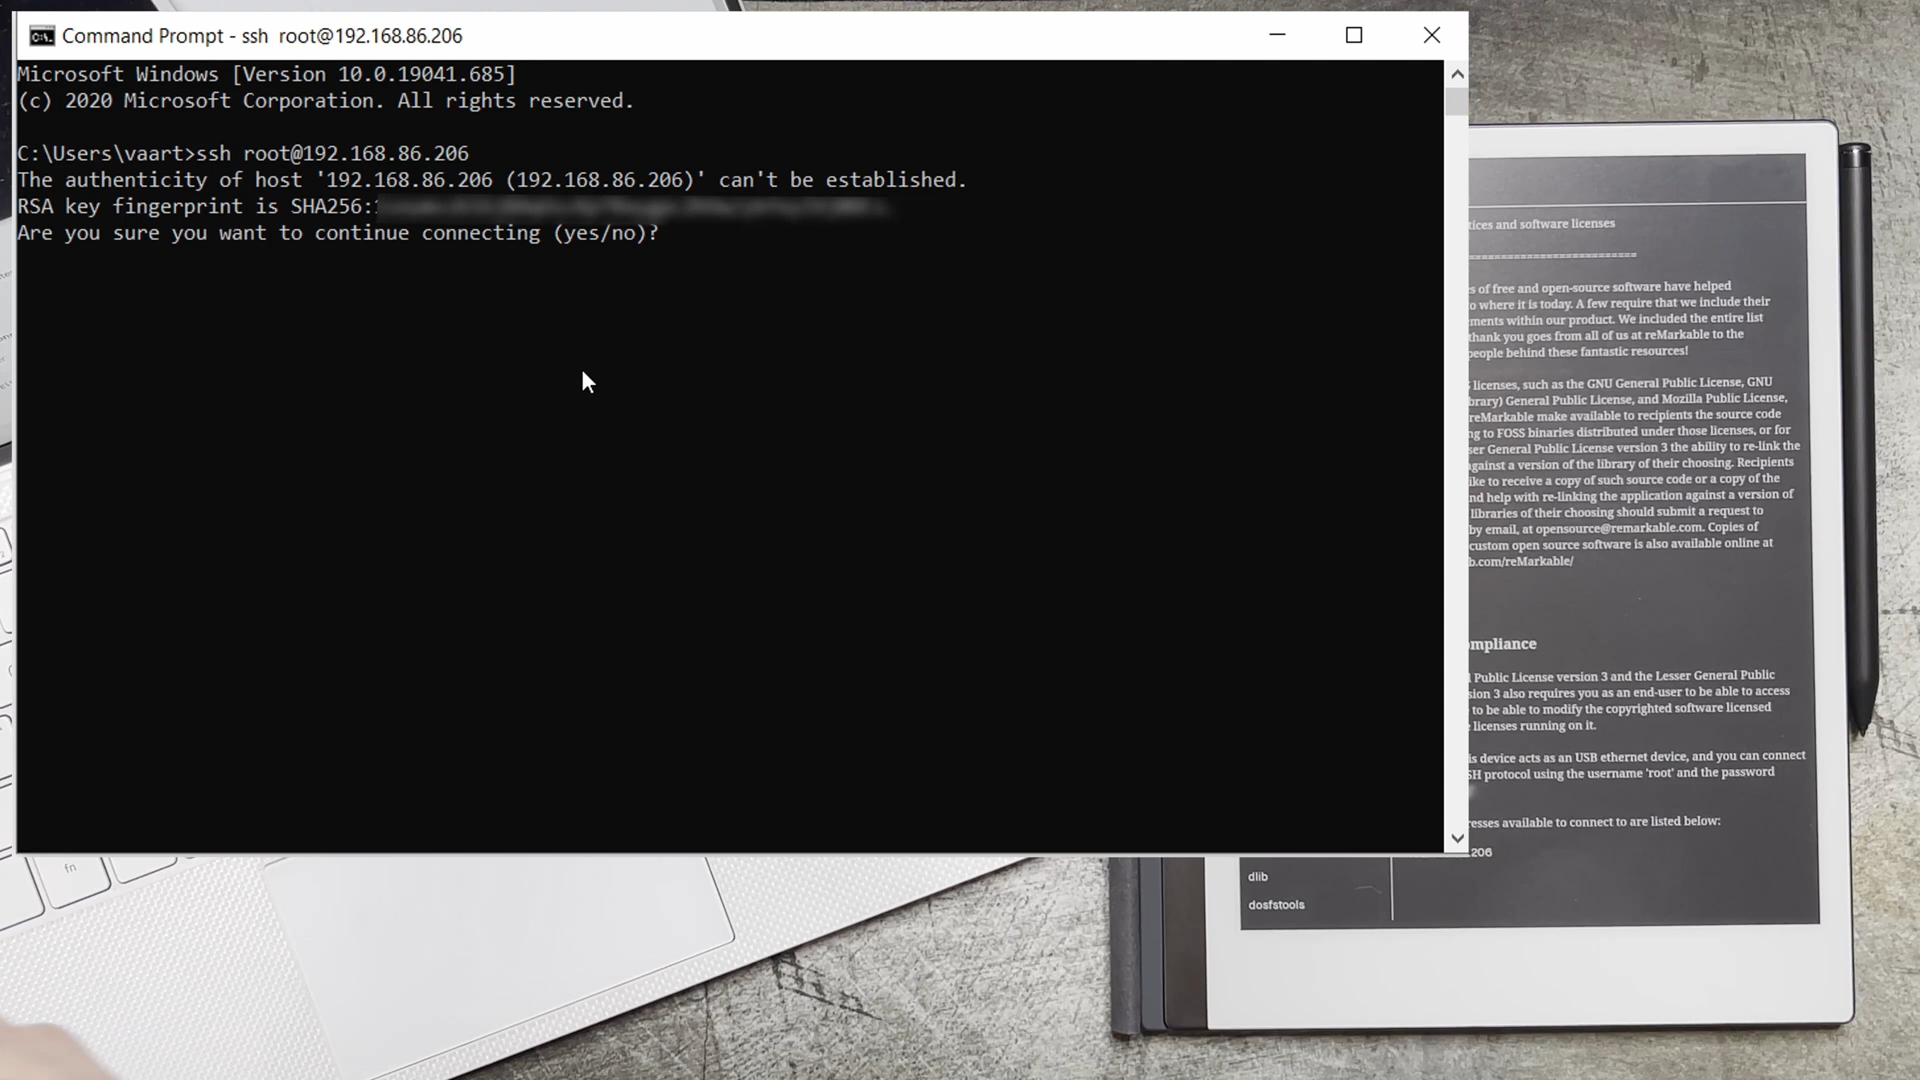 Command Prompt - ssh  root@192.168.86.206
Microsoft Windows [Version 10.0.19041.685]
(c) 2020 Microsoft Corporation. All rights reserved.
C:\Users\vaart>ssh root@192.168.86.206
The authenticity of host '192.168.86.206 (192.168.86.206)' can't be established.
RSA key fingerprint is SHA256:
Are you sure you want to continue connecting (yes/no)?
tices and software licenses
============================
s of free and open-source software have helped
o where it is today. A few require that we include their
ments within our product. We included the entire list
thank you goes from all of us at reMarkable to the
people behind these fantastic resources!
licenses, such as the GNU General Public License, GNU
brary) General Public License, and Mozilla Public License,
reMarkable make available to recipients the source code
ng to FOSS binaries distributed under those licenses, or for
ser General Public License version 3 the ability to re-link the
against a version of the library of their choosing. Recipients
ike to receive a copy of such source code or a copy of the
nd help with re-linking the application against a version of
libraries of their choosing should submit a request to
by email, at opensource@remarkable.com. Copies of
custom open source software is also available online at
b.com/reMarkable/
mpliance
l Public License version 3 and the Lesser General Public
sion 3 also requires you as an end-user to be able to access
to be able to modify the copyrighted software licensed
licenses running on it.
is device acts as an USB ethernet device, and you can connect
SH protocol using the username 'root' and the password
resses available to connect to are listed below:
.206
dlib
dosfstools
fn